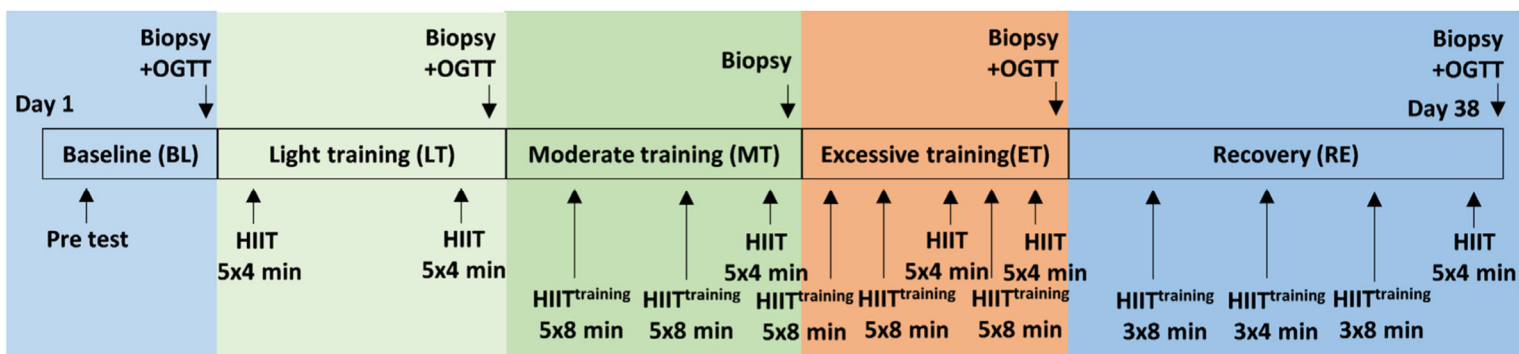 Biopsy
+OGTT
Biopsy
+OGTT
Biopsy
Biopsy
+OGTT
Biopsy
+OGTT
Day 1
Day 38
Baseline (BL)
Light training (LT)
Moderate training (MT)
Excessive training(ET)
Recovery (RE)
Pre test
HIIT
5x4 min
HIIT
5x4 min
HIITtraining
5x8 min
HIITtraining
5x8 min
HIIT
5x4 min
HIITtraining
5x8 min
HIITtraining
5x8 min
HIIT
5x4 min
HIITtraining
5x8 min
HIIT
5x4 min
HIITtraining
3x8 min
HIITtraining
3x4 min
HIITtraining
3x8 min
HIIT
5x4 min